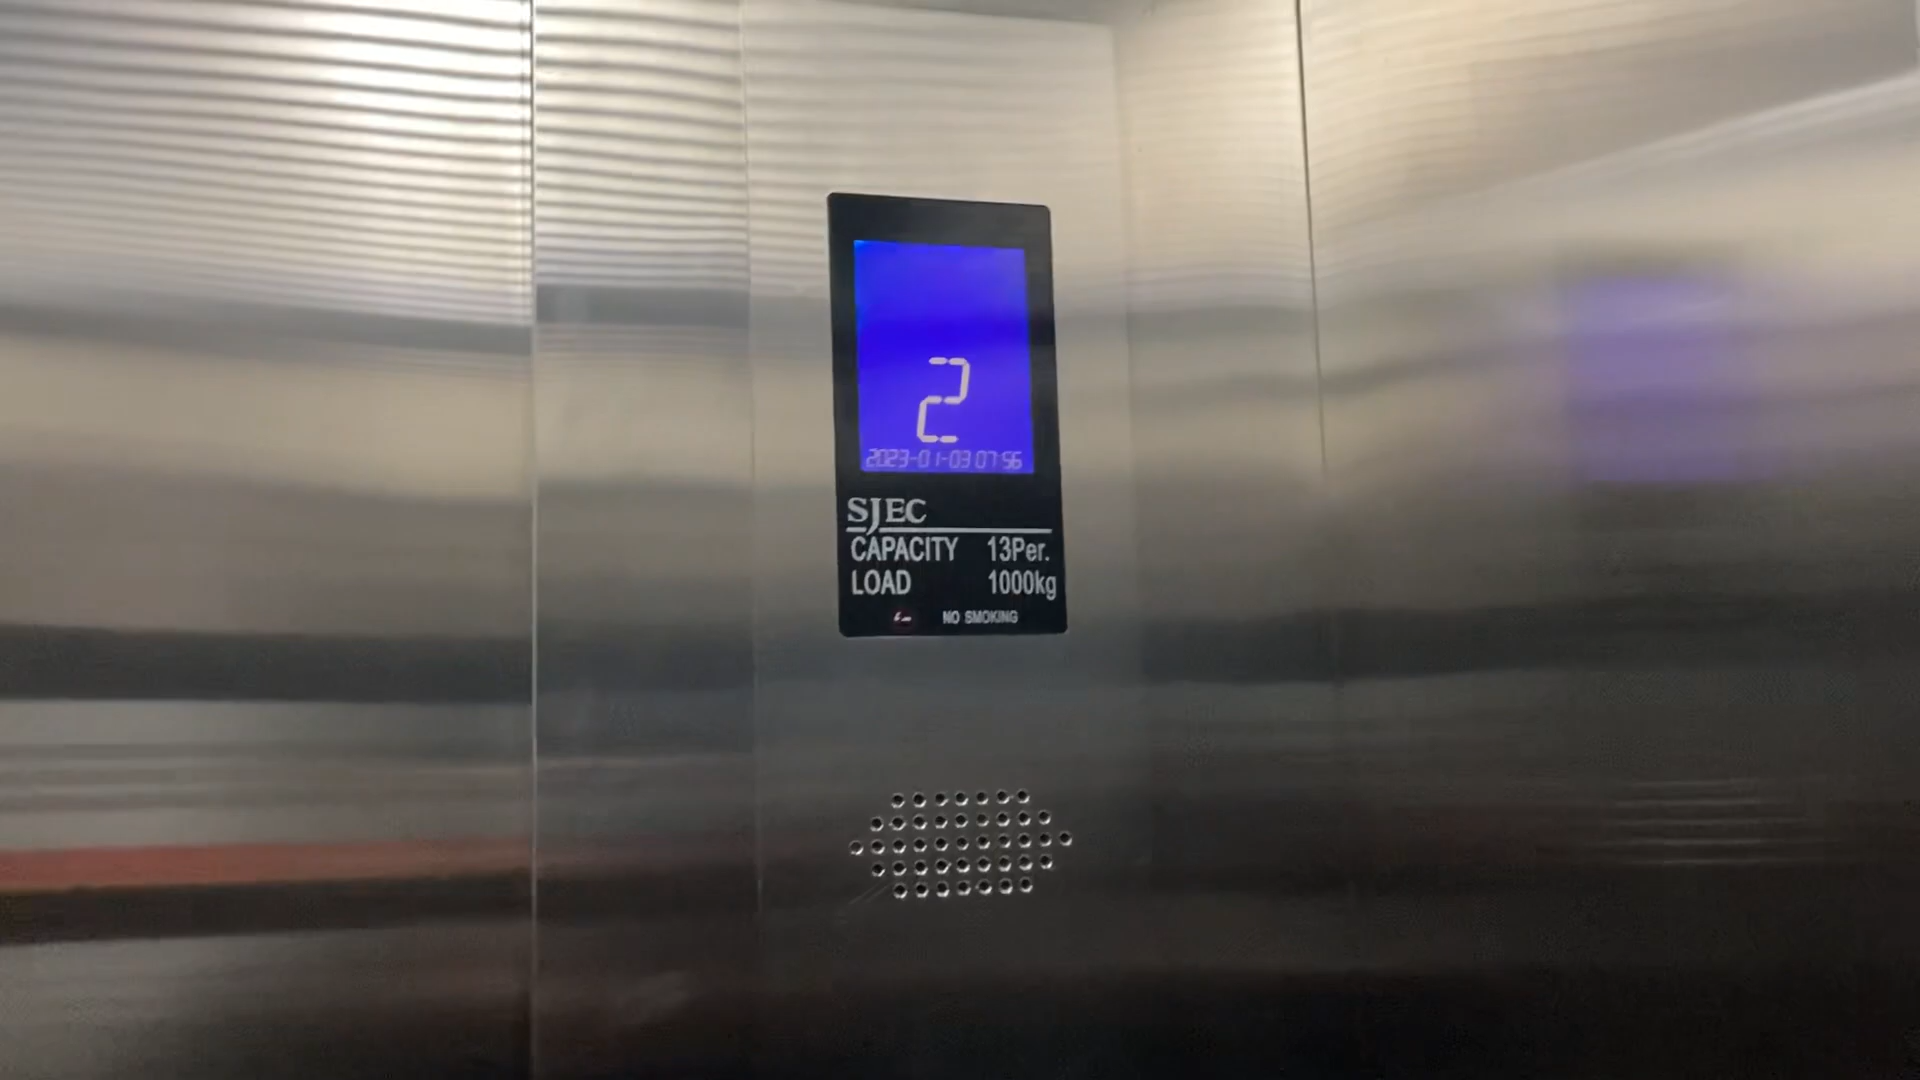 2
2023-01-03 07:56
SJEC
CAPACITY 13Per.
LOAD 1000kg
NO SMOKING